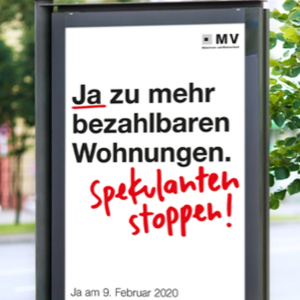 MV
Ja zu mehr
bezahlbaren
Wohnungen.
Spekulanten
stoppen!
Ja am 9. Februar 2020